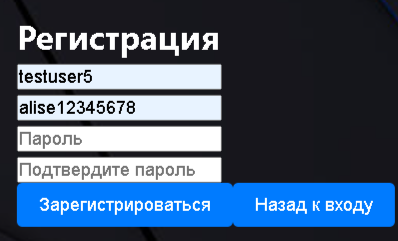 Регистрация
testuser5
alise12345678
Пароль
Подтвердите пароль
Зарегистрироваться Назад к входу